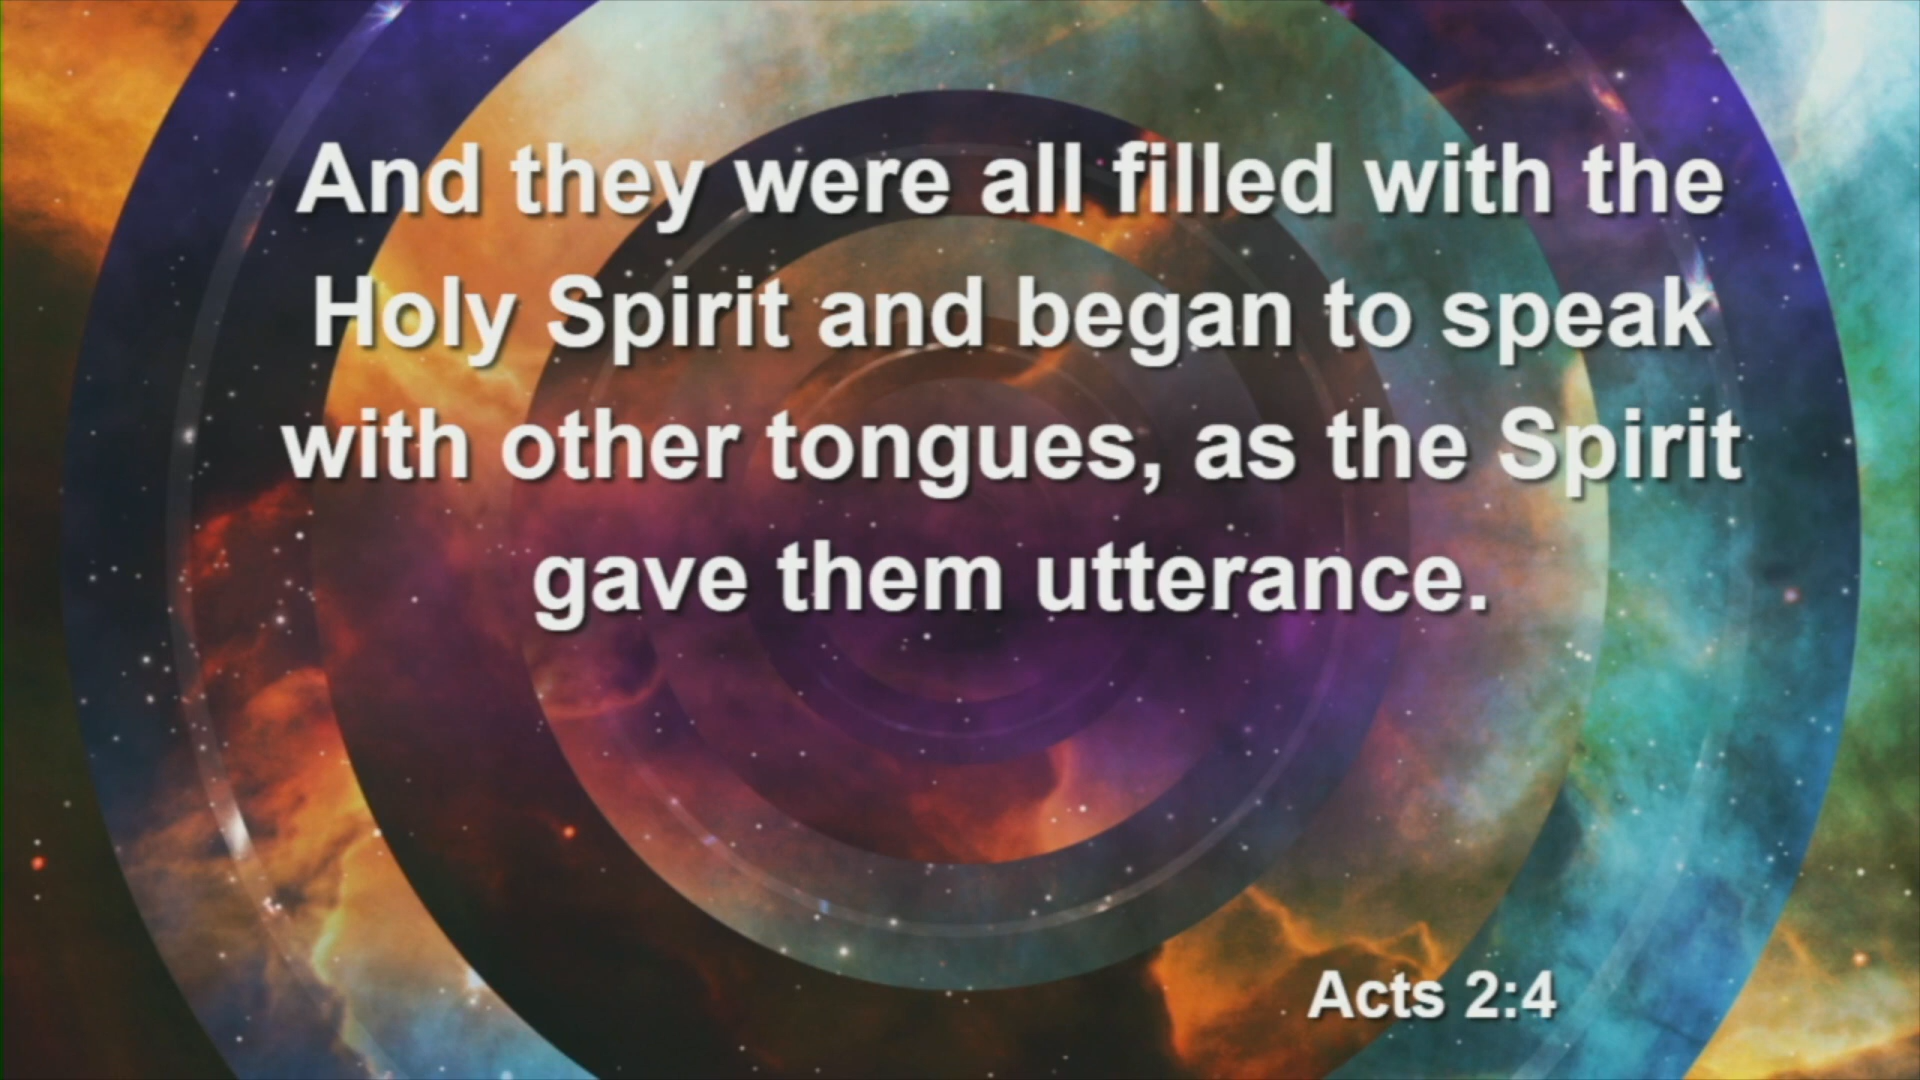 And they were all filled with the
Holy Spirit and began to speak
with other tongues, as the Spirit
gave them utterance.
Acts 2:4